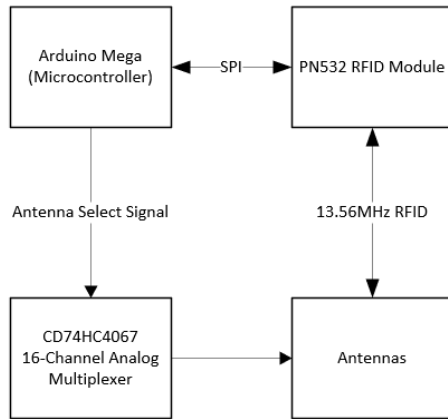 Arduino Mega
(Microcontroller)
SPI
PN532 RFID Module
Antenna Select Signal
13.56MHz RFID
CD74HC4067
16-Channel Analog
Multiplexer
Antennas